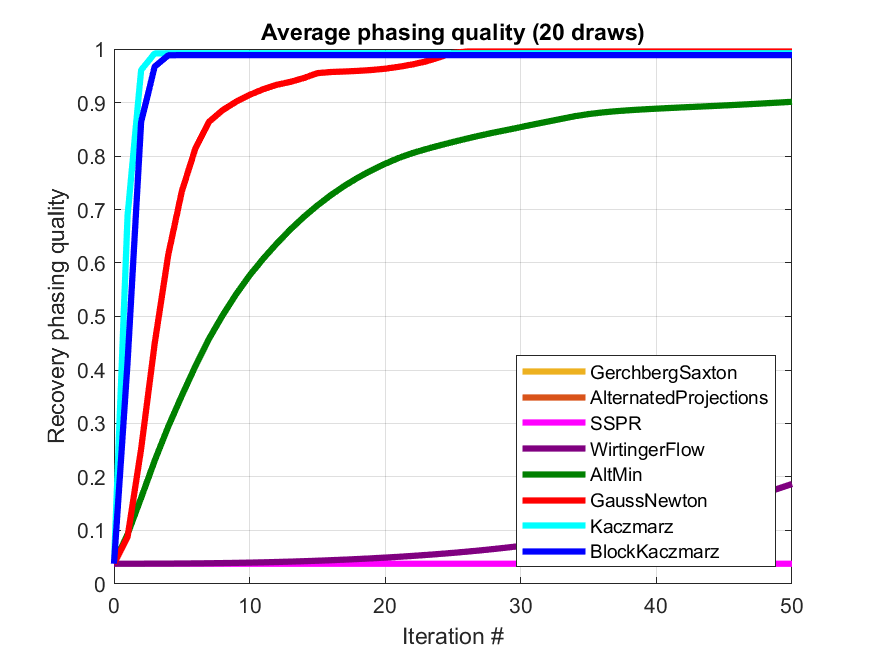 Average phasing quality (20 draws)
Recovery phasing quality
1
0.9
0.8
0.7
0.6
0.5
0.4
0.3
0.2
0.1
0
GerchbergSaxton
AlternatedProjections
SSPR
WirtingerFlow
AltMin
GaussNewton
Kaczmarz
BlockKaczmarz
0 10 20 30 40 50
Iteration #